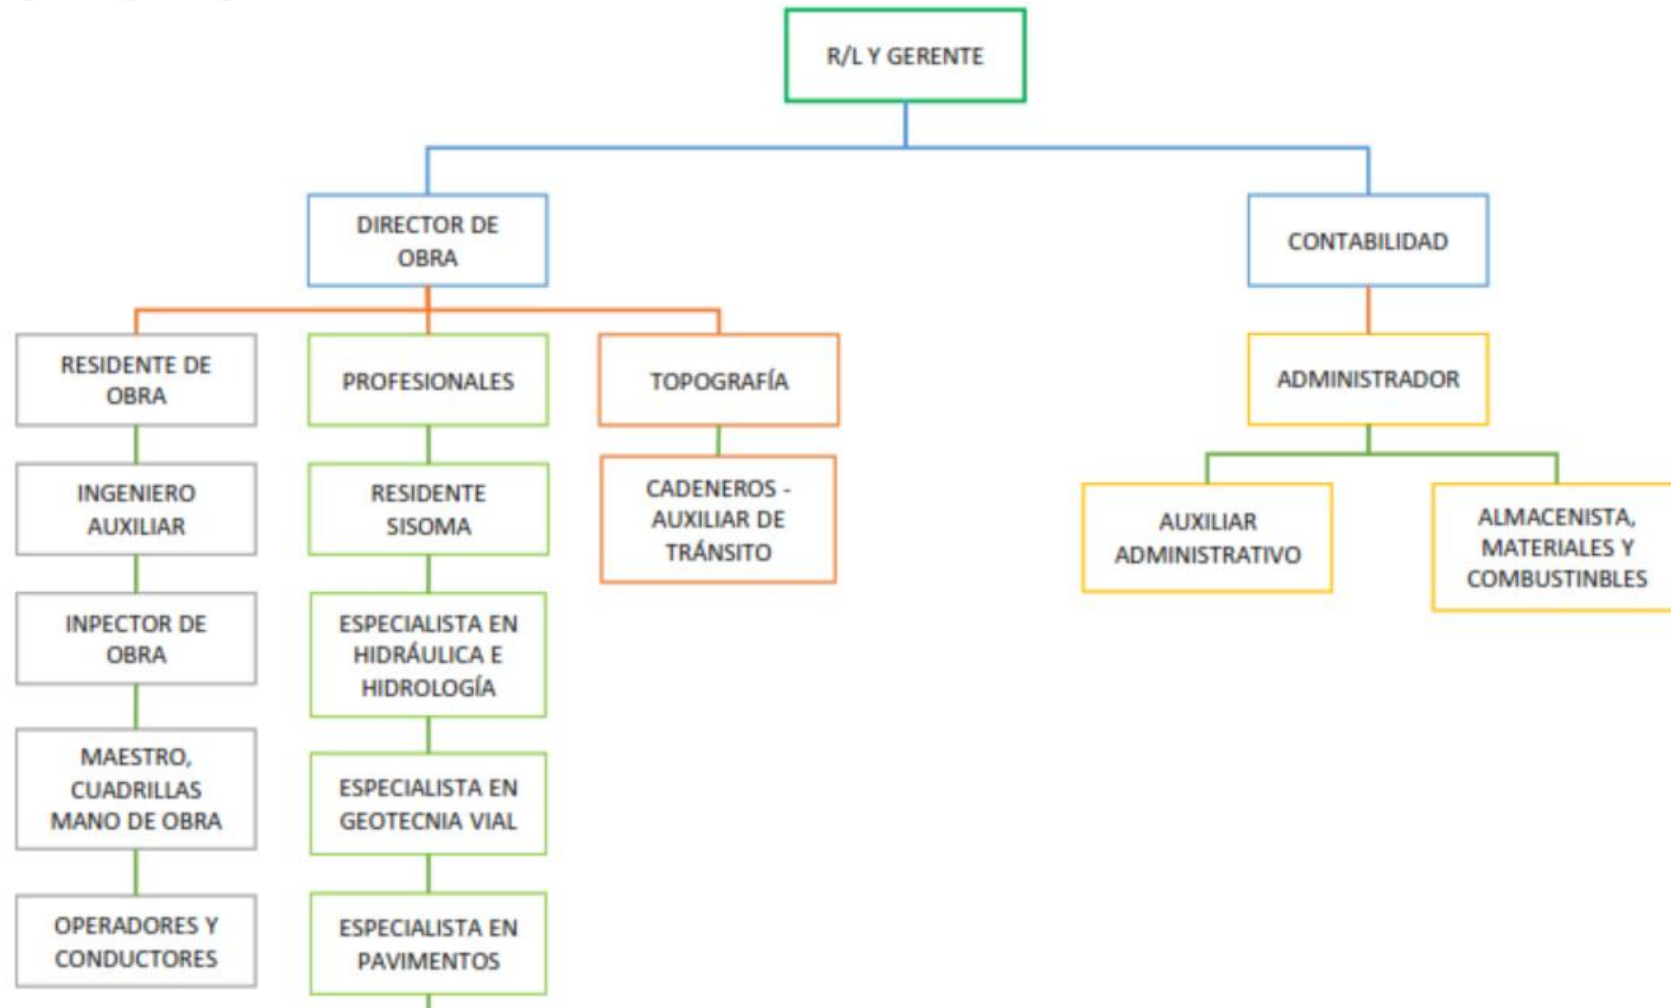 R/L Y GERENTE
DIRECTOR DE
OBRA
CONTABILIDAD
RESIDENTE DE
OBRA
PROFESIONALES
TOPOGRAFÍA
ADMINISTRADOR
INGENIERO
AUXILIAR
RESIDENTE
SISOMA
CADENEROS -
AUXILIAR DE
TRÁNSITO
AUXILIAR
ADMINISTRATIVO
ALMACENISTA,
MATERIALES Y
COMBUSTINBLES
INPECTOR DE
OBRA
ESPECIALISTA EN
HIDRÁULICA E
HIDROLOGÍA
MAESTRO,
CUADRILLAS
MANO DE OBRA
ESPECIALISTA EN
GEOTECNIA VIAL
OPERADORES Y
CONDUCTORES
ESPECIALISTA EN
PAVIMENTOS